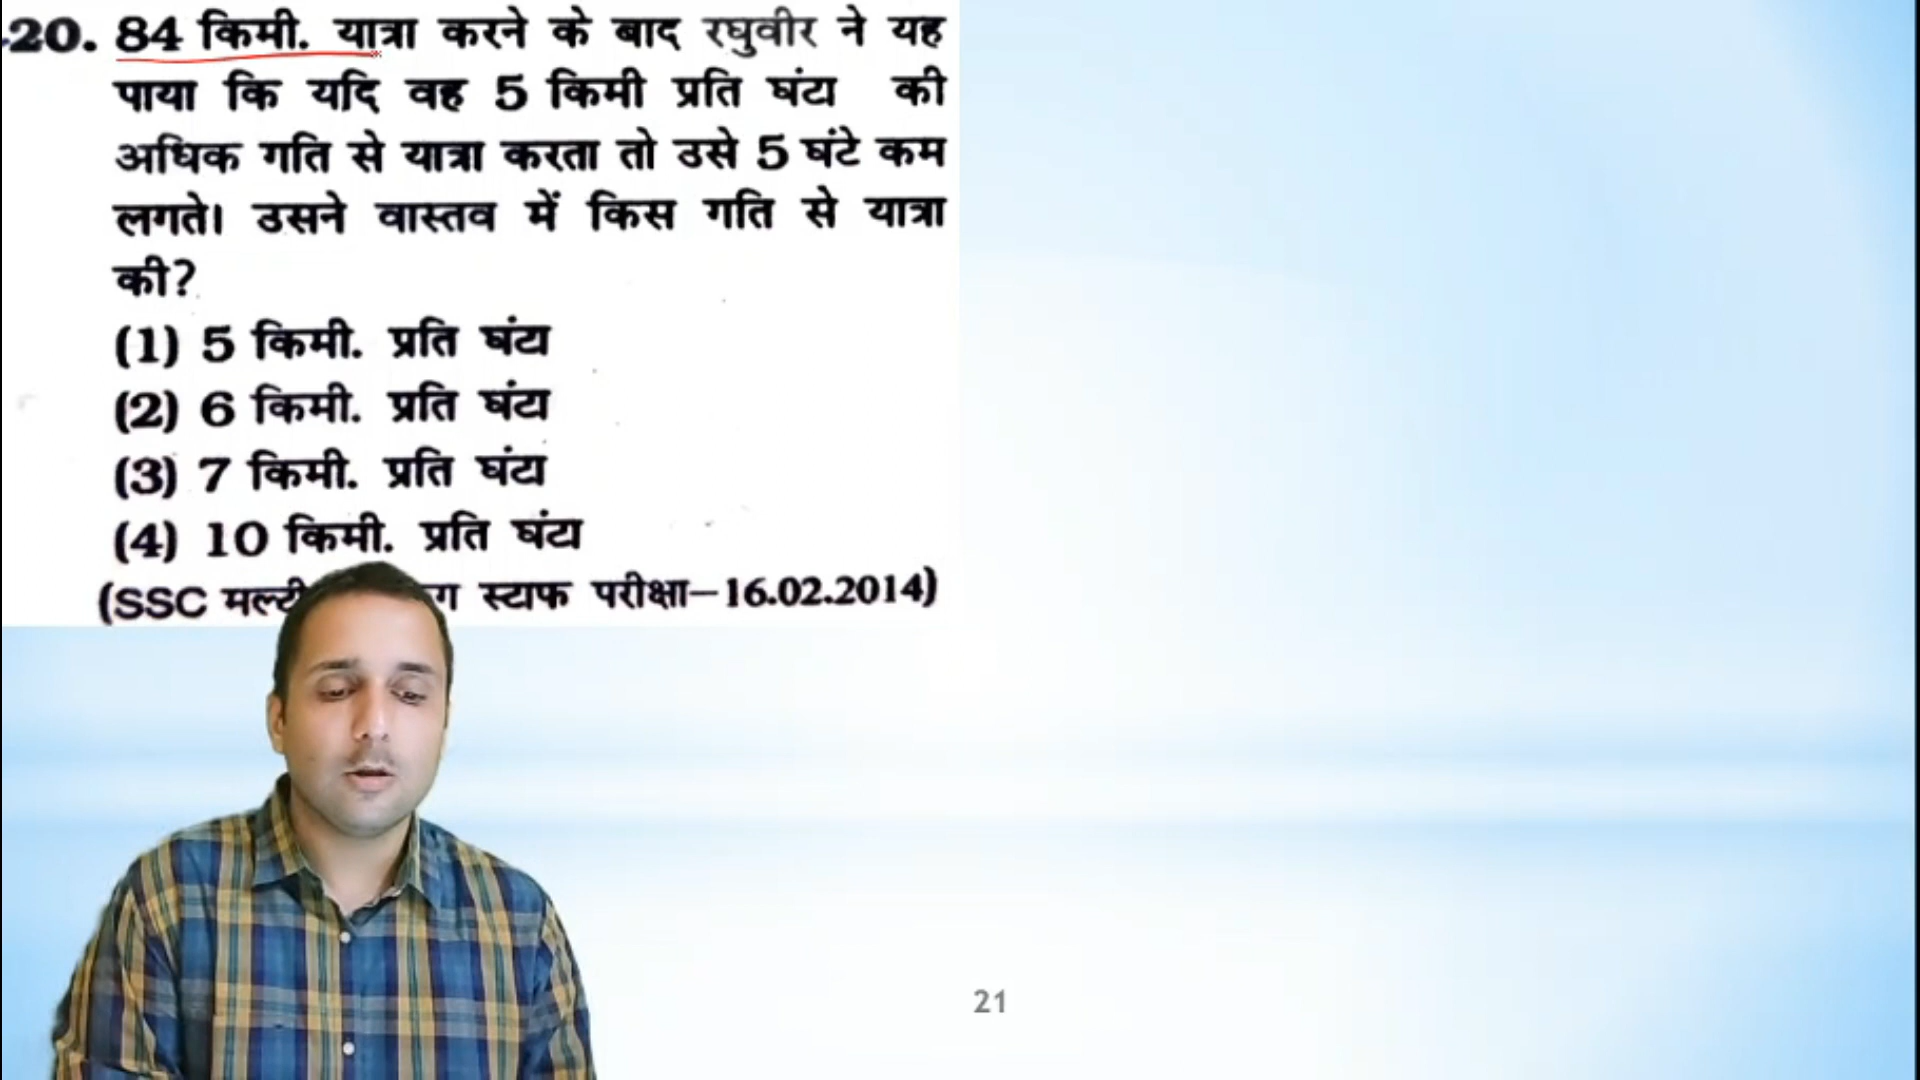 20. 84 किमी. यात्रा करने के बाद रघुवीर ने यह
पाया कि यदि वह 5 किमी प्रति घंटा की
अधिक गति से यात्रा करता तो उसे 5 घंटे कम
लगते। उसने वास्तव में किस गति से यात्रा
की?
(1) 5 किमी. प्रति घंटा
(2) 6 किमी. प्रति घंटा
(3) 7 किमी. प्रति घंटा
(4) 10 किमी. प्रति घंटा
(SSC मल्टी स्टाफ परीक्षा–16.02.2014)
21